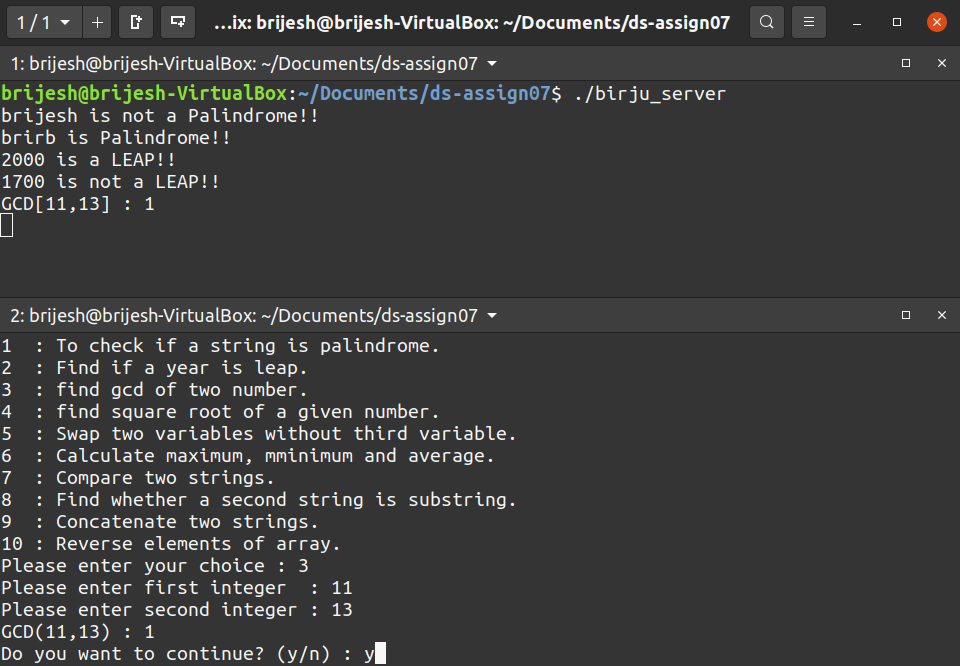 1 / 1
...ix: brijesh@brijesh-VirtualBox: ~/Documents/ds-assign07
1: brijesh@brijesh-VirtualBox: ~/Documents/ds-assign07
brijesh@brijesh-VirtualBox:~/Documents/ds-assign07$ ./birju_server
brijesh is not a Palindrome!!
brirb is Palindrome!!
2000 is a LEAP!!
1700 is not a LEAP!!
GCD[11,13] : 1
2: brijesh@brijesh-VirtualBox: ~/Documents/ds-assign07
1  : To check if a string is palindrome.
2  : Find if a year is leap.
3  : find gcd of two number.
4  : find square root of a given number.
5  : Swap two variables without third variable.
6  : Calculate maximum, mminimum and average.
7  : Compare two strings.
8  : Find whether a second string is substring.
9  : Concatenate two strings.
10 : Reverse elements of array.
Please enter your choice : 3
Please enter first integer  : 11
Please enter second integer : 13
GCD(11,13) : 1
Do you want to continue? (y/n) : y